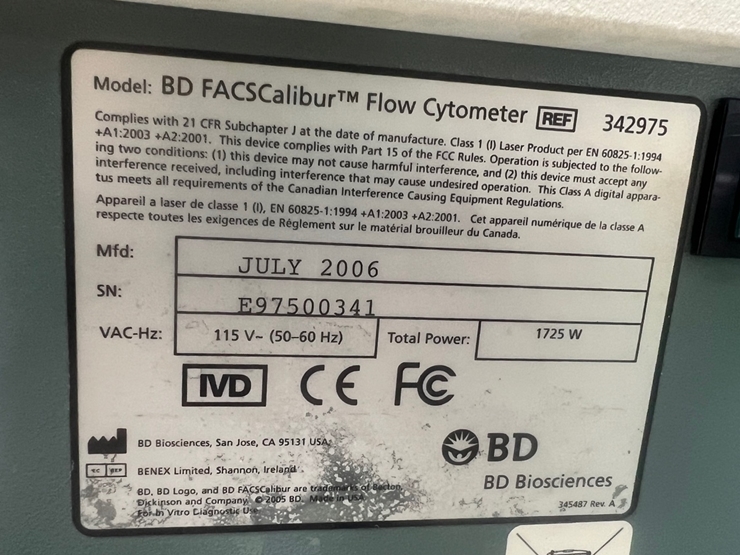 Model: BD FACSCalibur™ Flow Cytometer REF 342975
Complies with 21 CFR Subchapter J at the date of manufacture. Class 1 (I) Laser Product per EN 60825-1:1994
+A1:2003 +A2:2001. This device complies with Part 15 of the FCC Rules. Operation is subjected to the follow-
ing two conditions: (1) this device may not cause harmful interference, and (2) this device must accept any
interference received, including interference that may cause undesired operation. This Class A digital appara-
tus meets all requirements of the Canadian Interference Causing Equipment Regulations.
Appareil a laser de classe 1 (I), EN 60825-1:1994 +A1:2003 +A2:2001. Cet appareil numérique de la classe A
respecte toutes les exigences de Réglement sur le matérial brouilleur du Canada.
Mfd: JULY 2006
SN: E97500341
VAC-Hz: 115 V~ (50-60 Hz) Total Power: 1725 W
IVD CE FC
BD Biosciences, San Jose, CA 95131 USA
EC REP BENEX Limited, Shannon, Ireland
BD, BD Logo, and BD FACSCalibur are trademarks of Becton,
Dickinson and Company. © 2005 BD. Made in USA
For In Vitro Diagnostic Use
BD
BD Biosciences
345487 Rev. A